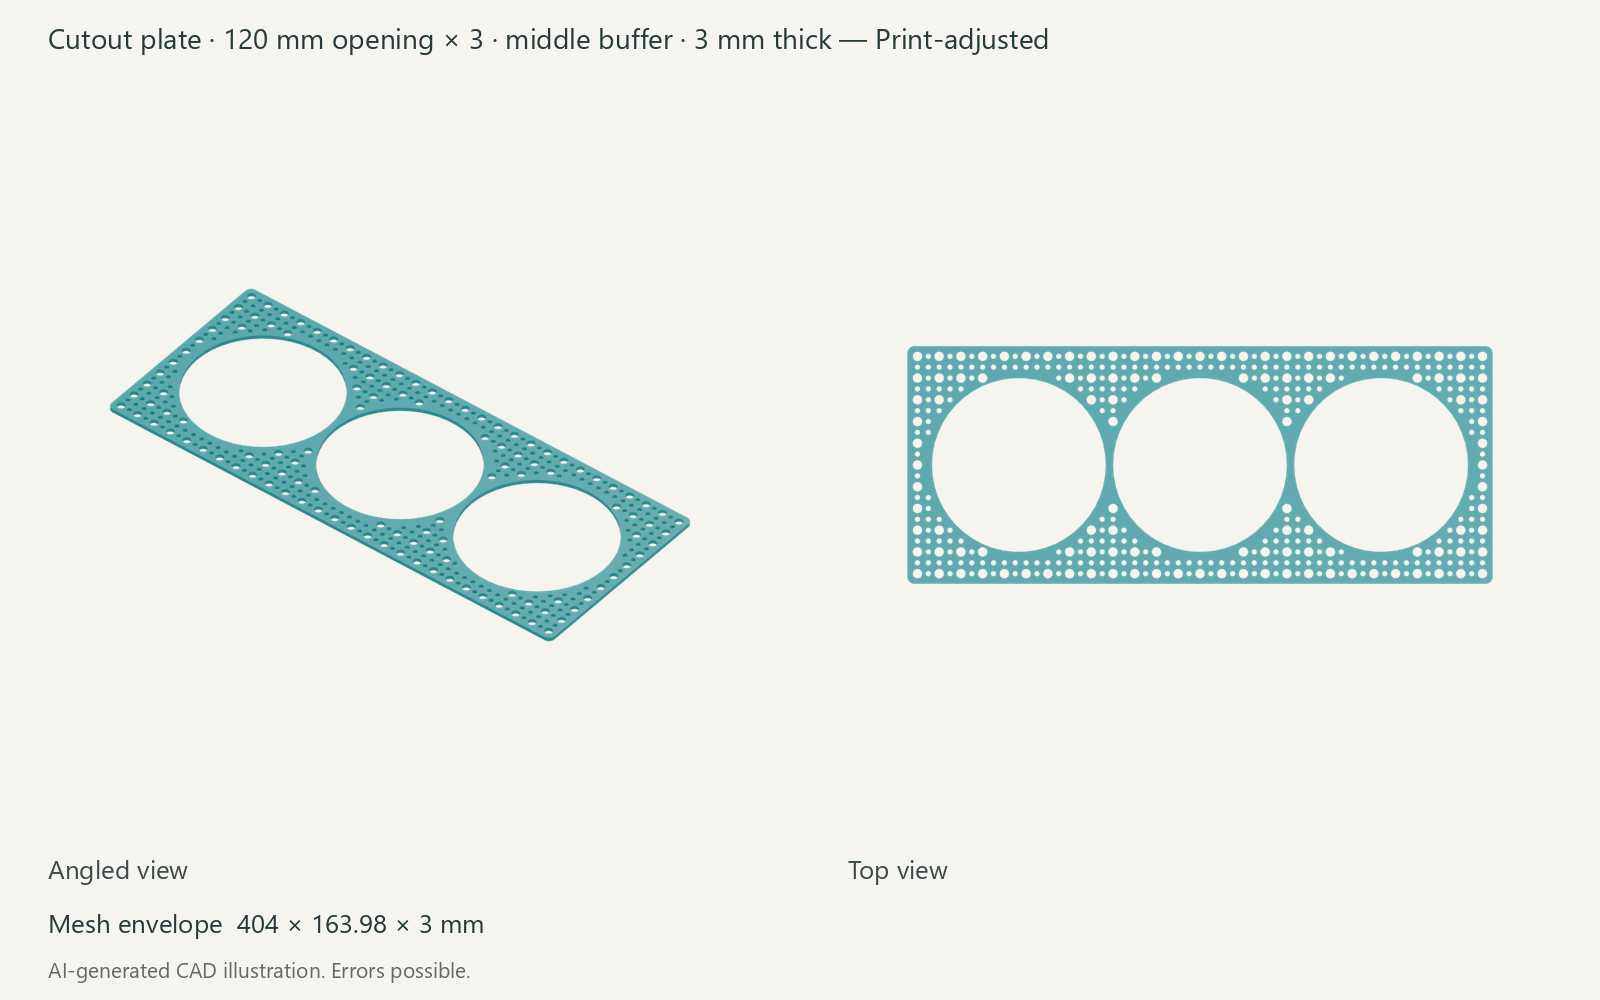 Cutout plate · 120 mm opening × 3 · middle buffer · 3 mm thick — Print-adjusted
Angled view
Top view
Mesh envelope 404 × 163.98 × 3 mm
AI-generated CAD illustration. Errors possible.